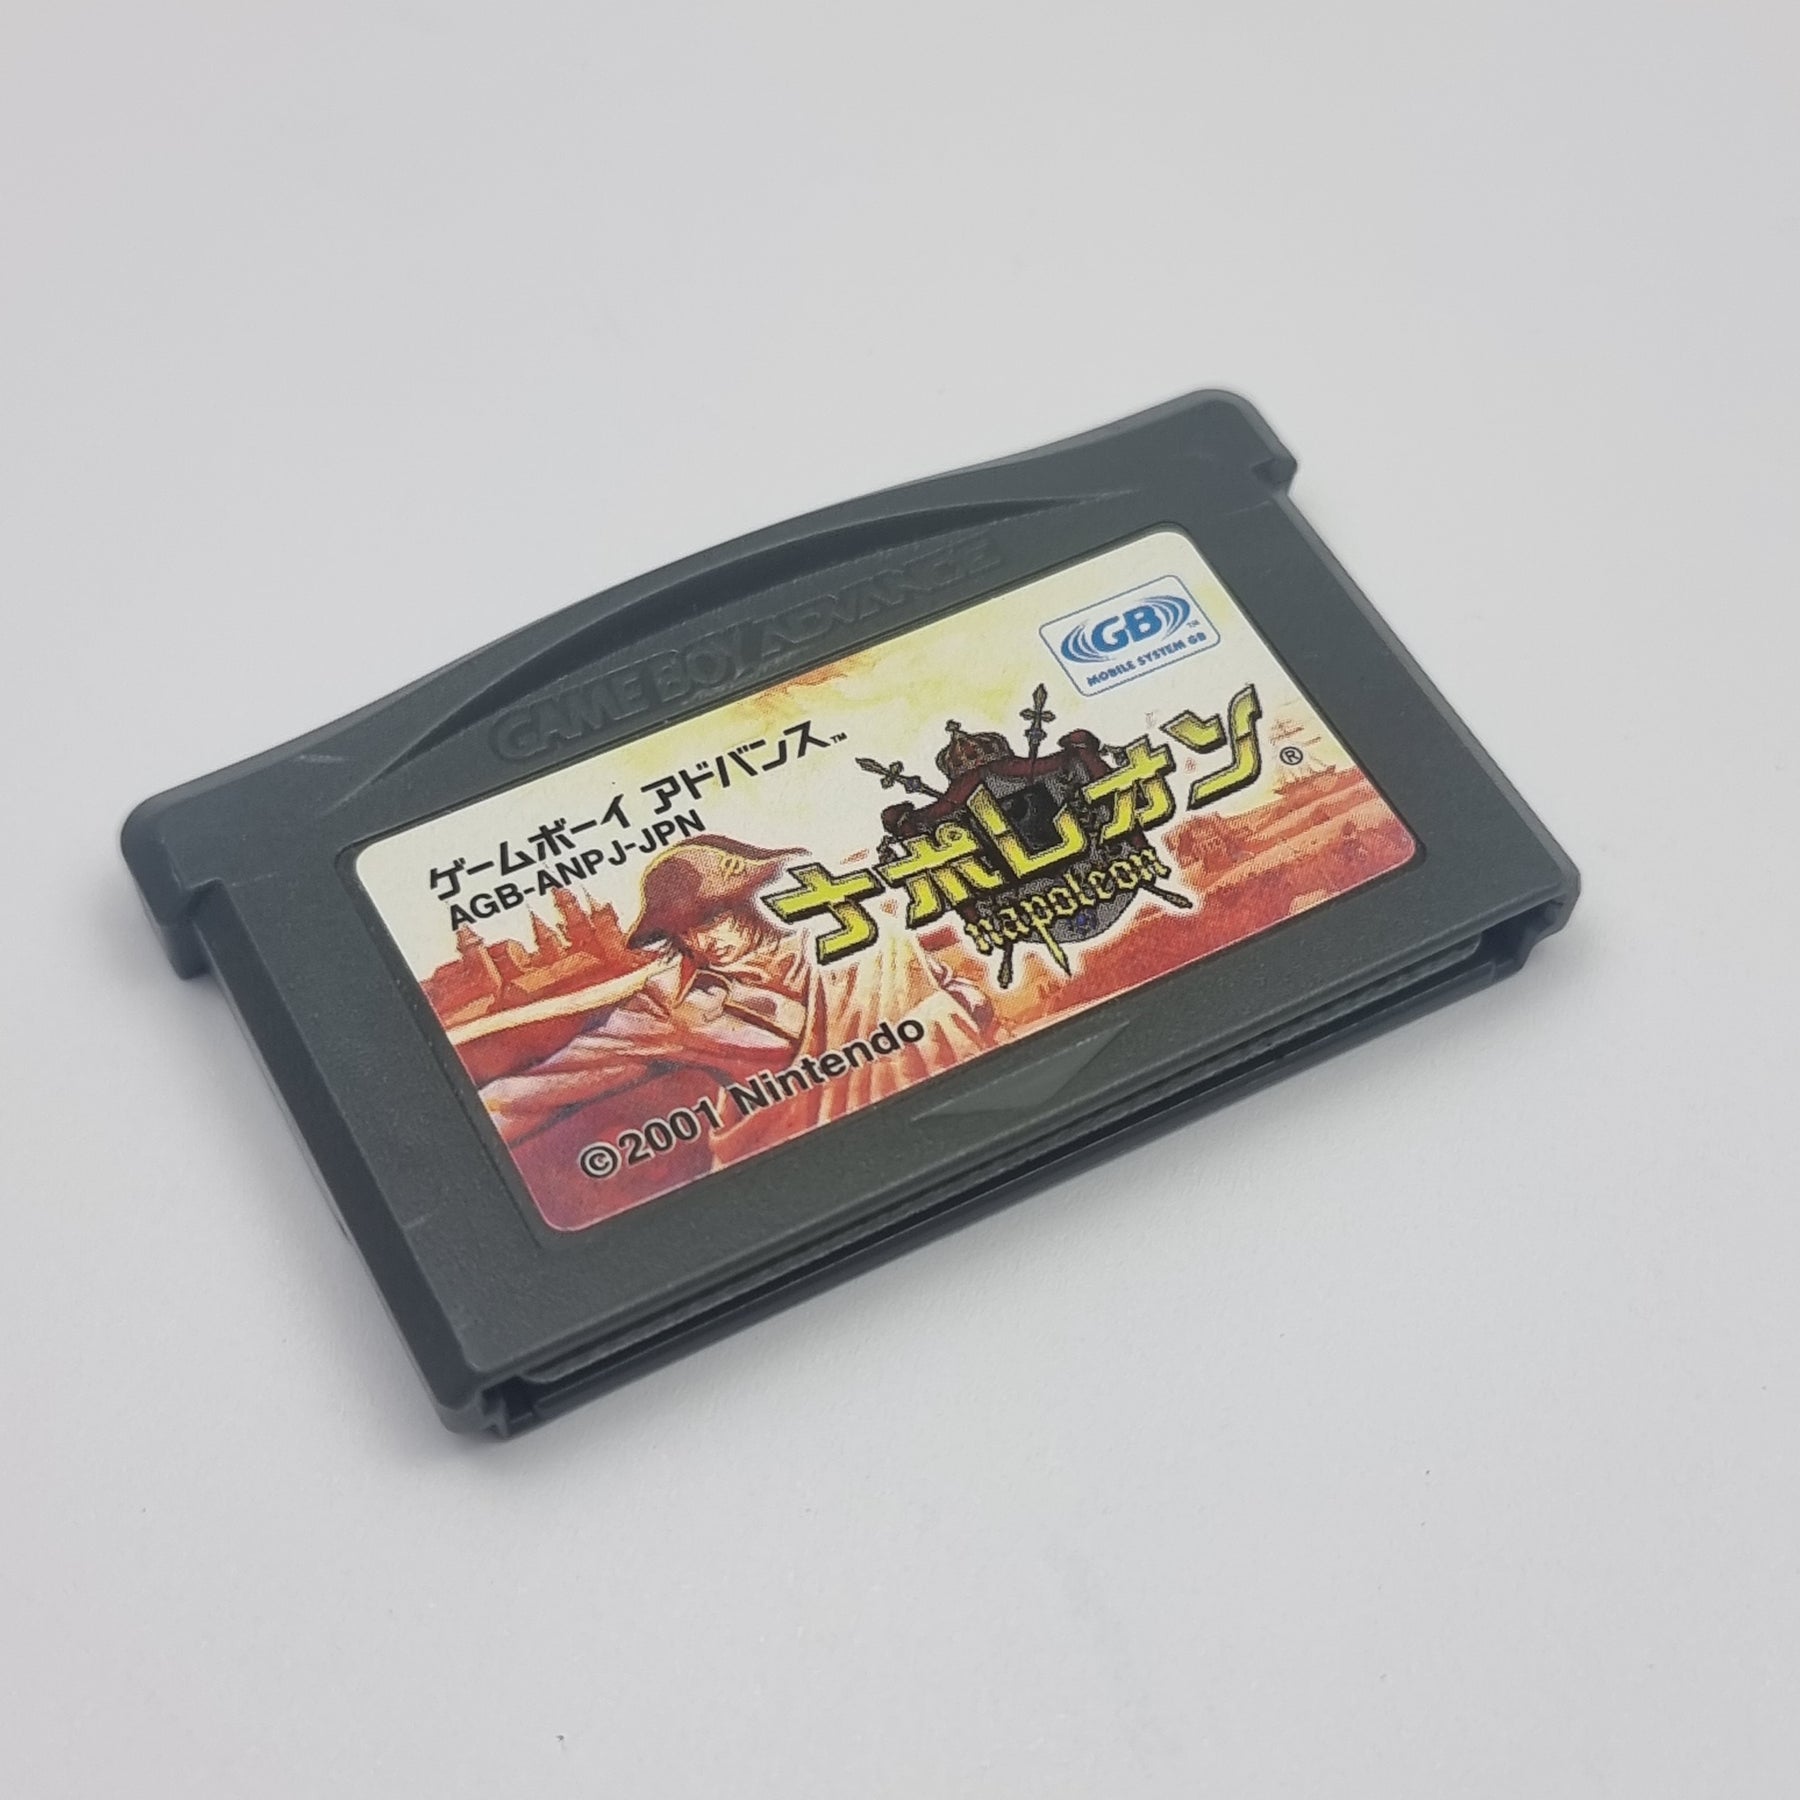 GAME BOY ADVANCE
GB™
MOBILE SYSTEM GB
ゲームボーイ アドバンス™
AGB-ANPJ-JPN
ナポレオン®
napoleon
©2001 Nintendo